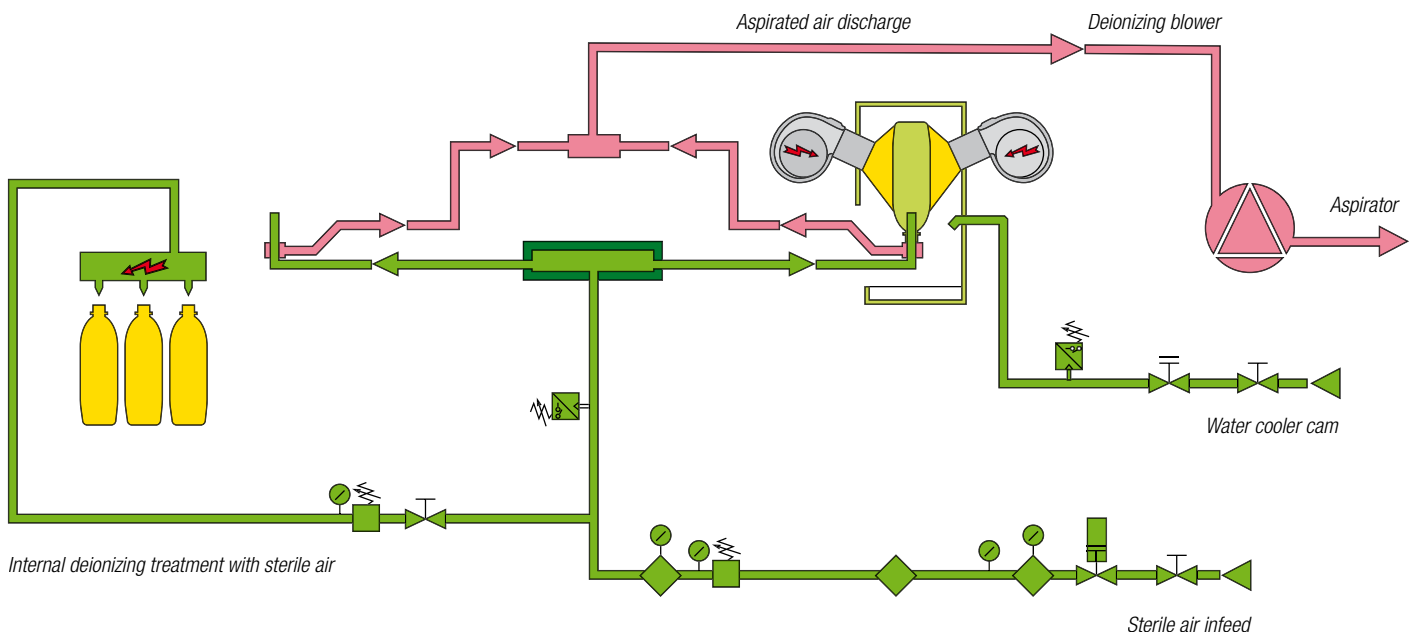 Aspirated air discharge
Deionizing blower
Aspirator
Water cooler cam
Internal deionizing treatment with sterile air
Sterile air infeed